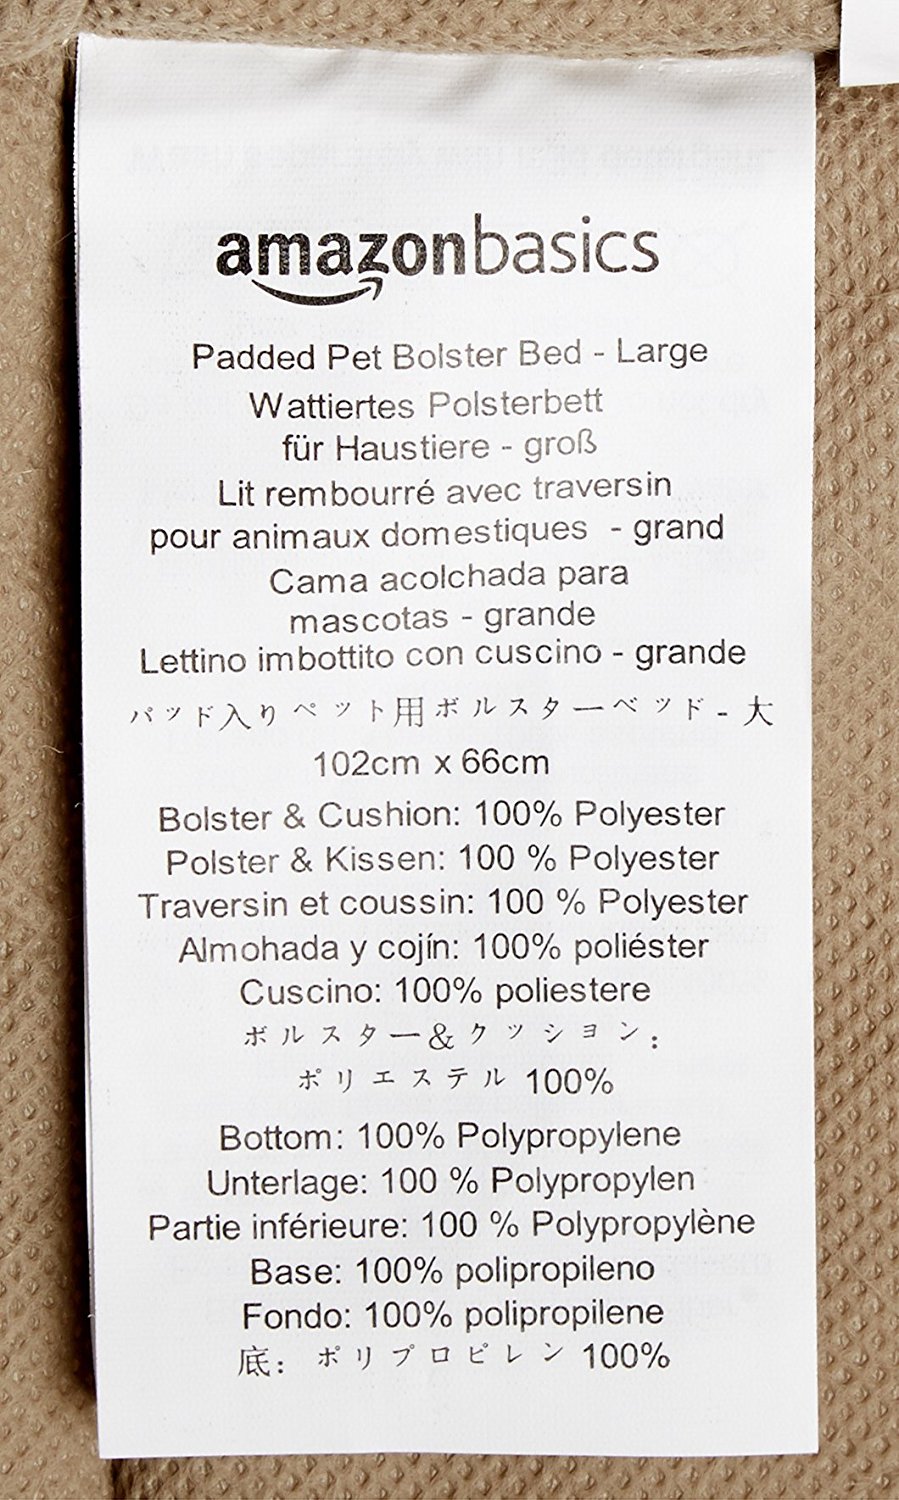 amazonbasics
Padded Pet Bolster Bed - Large
Wattiertes Polsterbett
für Haustiere - groß
Lit rembourré avec traversin
pour animaux domestiques - grand
Cama acolchada para
mascotas - grande
Lettino imbottito con cuscino - grande
パッド入りペット用ボルスターベッド - 大
102cm x 66cm
Bolster & Cushion: 100% Polyester
Polster & Kissen: 100 % Polyester
Traversin et coussin: 100 % Polyester
Almohada y cojín: 100% poliéster
Cuscino: 100% poliestere
ボルスター&クッション:
ポリエステル 100%
Bottom: 100% Polypropylene
Unterlage: 100 % Polypropylen
Partie inférieure: 100 % Polypropylène
Base: 100% polipropileno
Fondo: 100% polipropilene
底: ポリプロピレン 100%